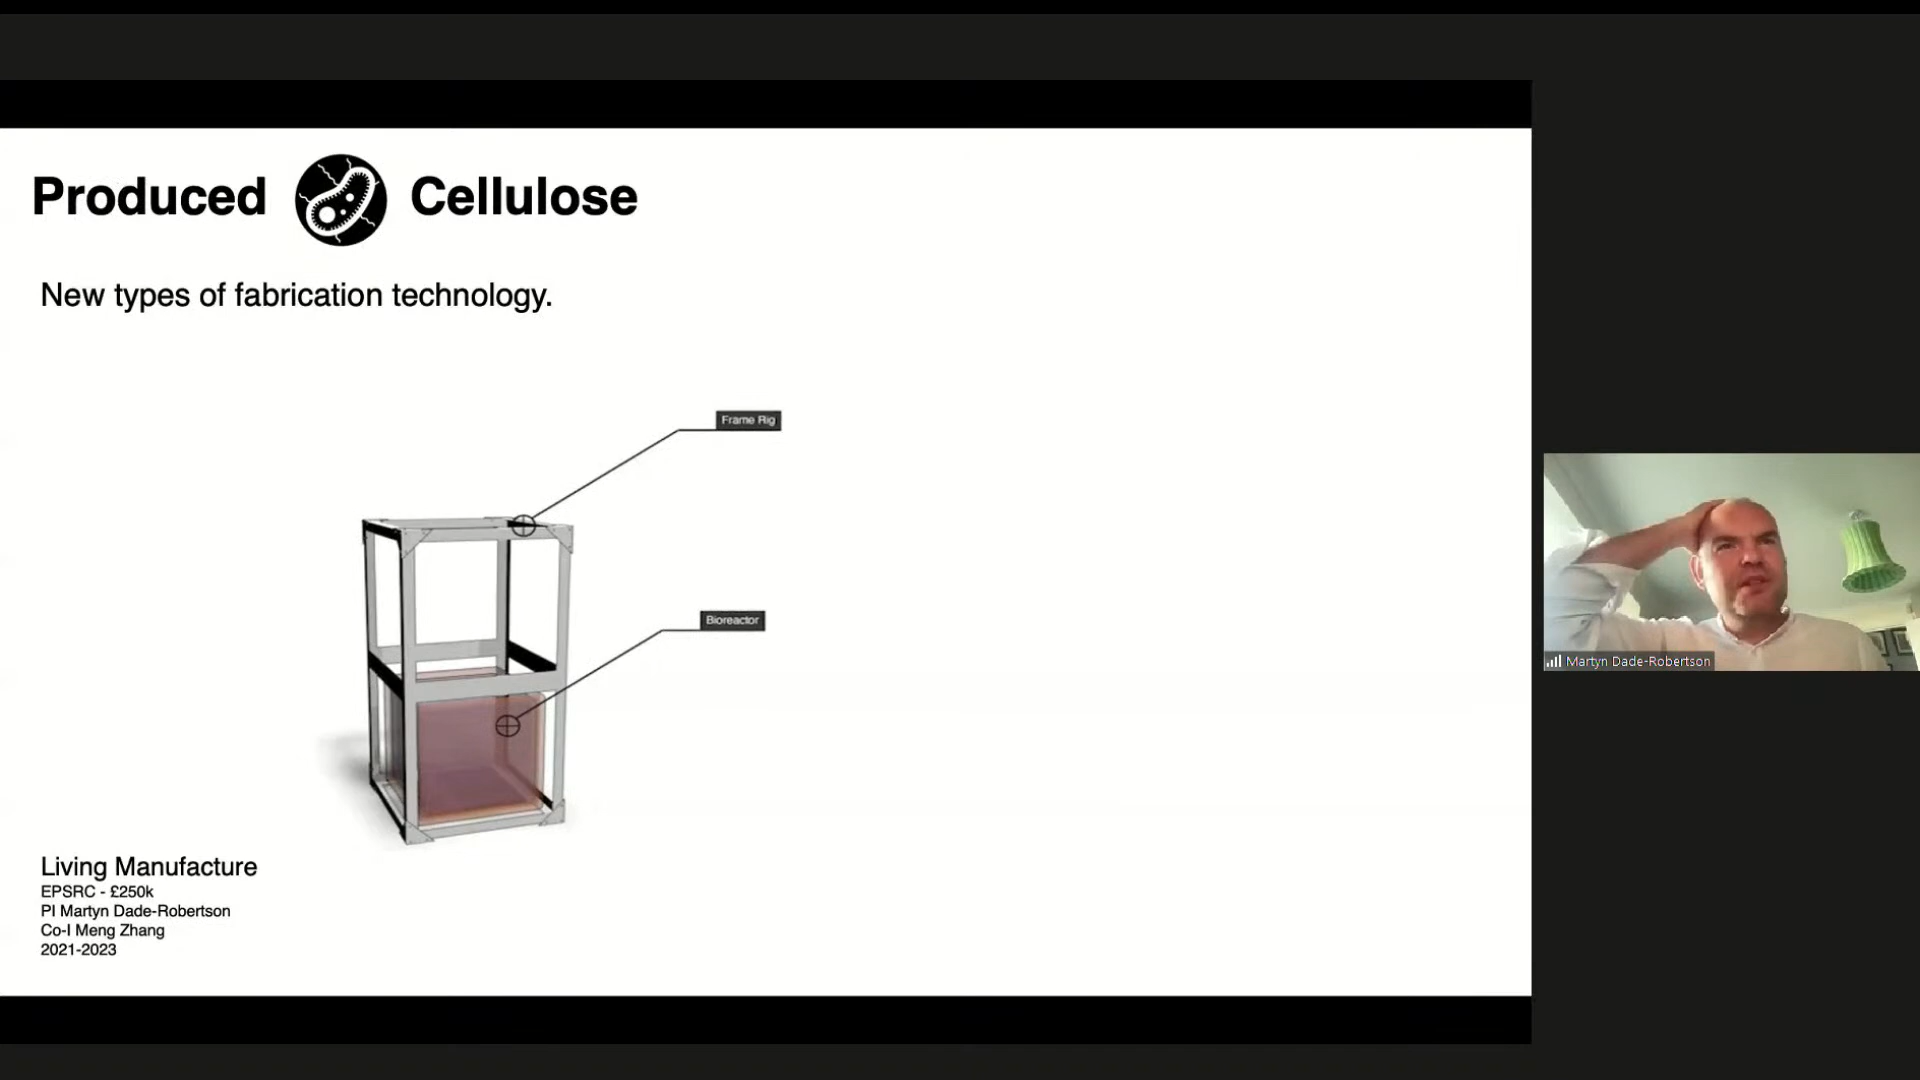 Produced Cellulose
New types of fabrication technology.
Frame Rig
Bioreactor
Living Manufacture
EPSRC - £250k
PI Martyn Dade-Robertson
Co-I Meng Zhang
2021-2023
Martyn Dade-Robertson